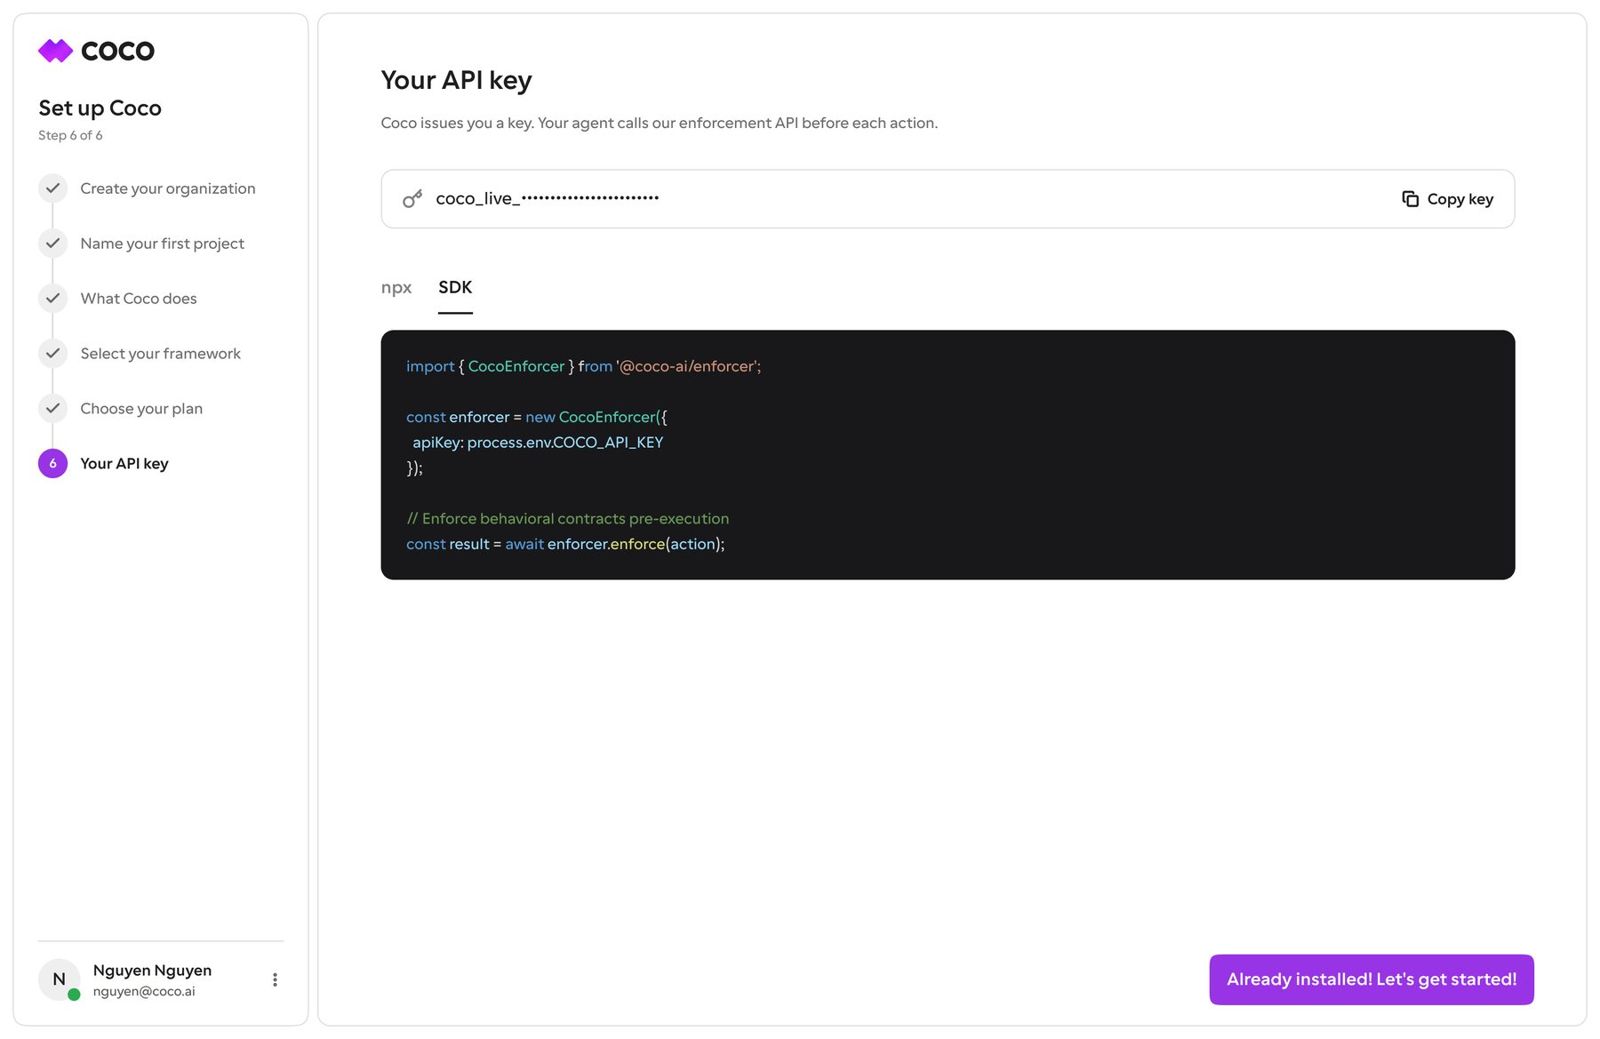 coco
Set up Coco
Step 6 of 6
Create your organization
Name your first project
What Coco does
Select your framework
Choose your plan
6 Your API key
N
Nguyen Nguyen
nguyen@coco.ai
Your API key
Coco issues you a key. Your agent calls our enforcement API before each action.
coco_live_••••••••••••••••••••••••
Copy key
npx SDK
import { CocoEnforcer } from '@coco-ai/enforcer';
const enforcer = new CocoEnforcer({
apiKey: process.env.COCO_API_KEY
});
// Enforce behavioral contracts pre-execution
const result = await enforcer.enforce(action);
Already installed! Let's get started!